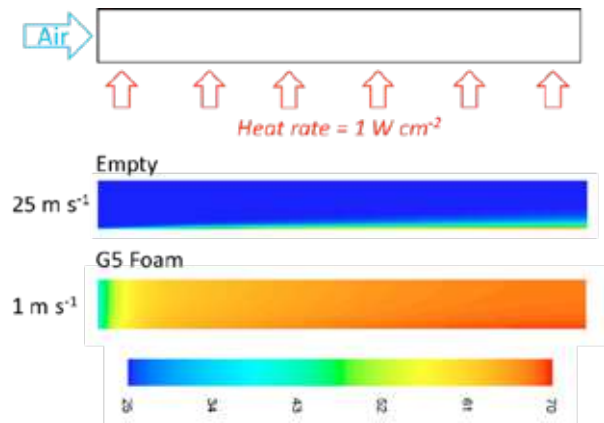 Air
Heat rate = 1 W cm⁻²
Empty
25 m s⁻¹
G5 Foam
1 m s⁻¹
25 34 43 52 61 70